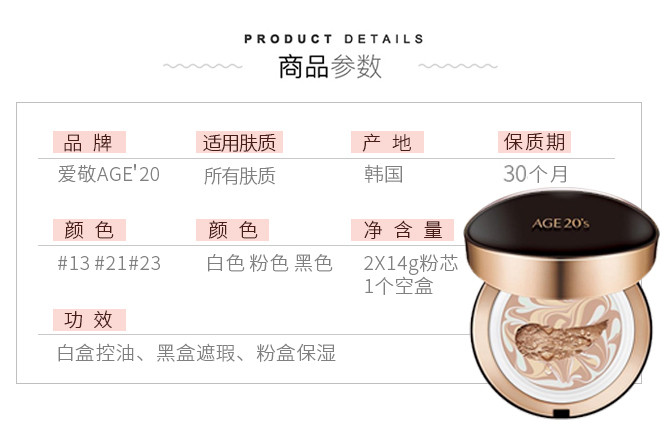 PRODUCT DETAILS
商品参数
品牌 适用肤质 产地 保质期
爱敬AGE'20 所有肤质 韩国 30个月
颜色 颜色 净含量
#13 #21#23 白色 粉色 黑色 2X14g粉芯
1个空盒
AGE 20's
功效
白盒控油、黑盒遮瑕、粉盒保湿